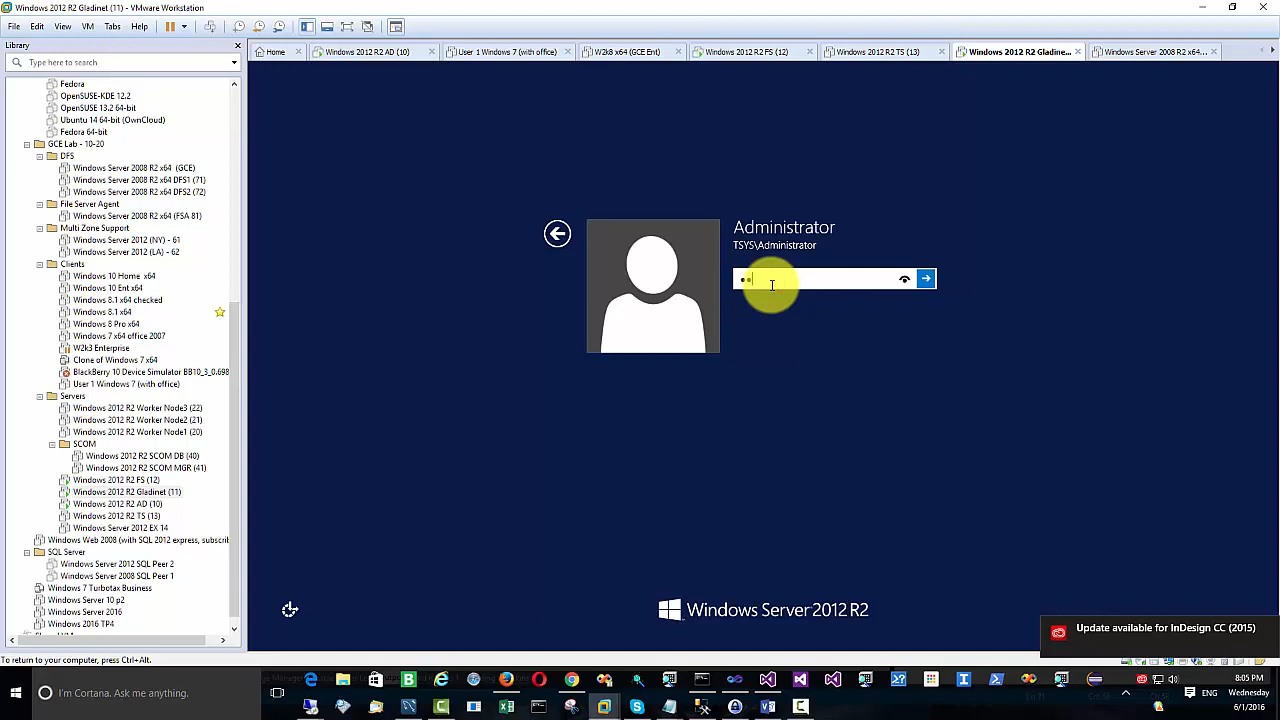 Windows 2012 R2 Gladinet (11) - VMware Workstation
File Edit View VM Tabs Help
Library
Type here to search
Home
Windows 2012 R2 AD (10)
User 1 Windows 7 (with office)
W2k8 x64 (GCE Ent)
Windows 2012 R2 FS (12)
Windows 2012 R2 TS (13)
Windows 2012 R2 Gladine...
Windows Server 2008 R2 x64...
Fedora
OpenSUSE-KDE 12.2
OpenSUSE 13.2 64-bit
Ubuntu 14 64-bit (OwnCloud)
Fedora 64-bit
GCE Lab - 10-20
DFS
Windows Server 2008 R2 x64 (GCE)
Windows Server 2008 R2 x64 DFS1 (71)
Windows Server 2008 R2 x64 DFS2 (72)
File Server Agent
Windows Server 2008 R2 x64 (FSA 81)
Multi Zone Support
Windows Server 2012 (NY) - 61
Windows Server 2012 (LA) - 62
Clients
Windows 10 Home x64
Windows 10 Ent x64
Windows 8.1 x64 checked
Windows 8.1 x64
Windows 8 Pro x64
Windows 7 x64 office 2007
W2k3 Enterprise
Clone of Windows 7 x64
BlackBerry 10 Device Simulator BB10_3_0.698
User 1 Windows 7 (with office)
Servers
Windows 2012 R2 Worker Node3 (22)
Windows 2012 R2 Worker Node2 (21)
Windows 2012 R2 Worker Node1 (20)
SCOM
Windows 2012 R2 SCOM DB (40)
Windows 2012 R2 SCOM MGR (41)
Windows 2012 R2 FS (12)
Windows 2012 R2 Gladinet (11)
Windows 2012 R2 AD (10)
Windows 2012 R2 TS (13)
Windows Server 2012 EX 14
Windows Web 2008 (with SQL 2012 express, subscrib
SQL Server
Windows Server 2012 SQL Peer 2
Windows Server 2008 SQL Peer 1
Windows 7 Turbotax Business
Windows Server 10 p2
Windows Server 2016
Windows 2016 TP4
Administrator
TSYS\Administrator
Windows Server 2012 R2
Update available for InDesign CC (2015)
To return to your computer, press Ctrl+Alt.
I'm Cortana. Ask me anything.
8:05 PM
ENG
Wednesday
6/1/2016